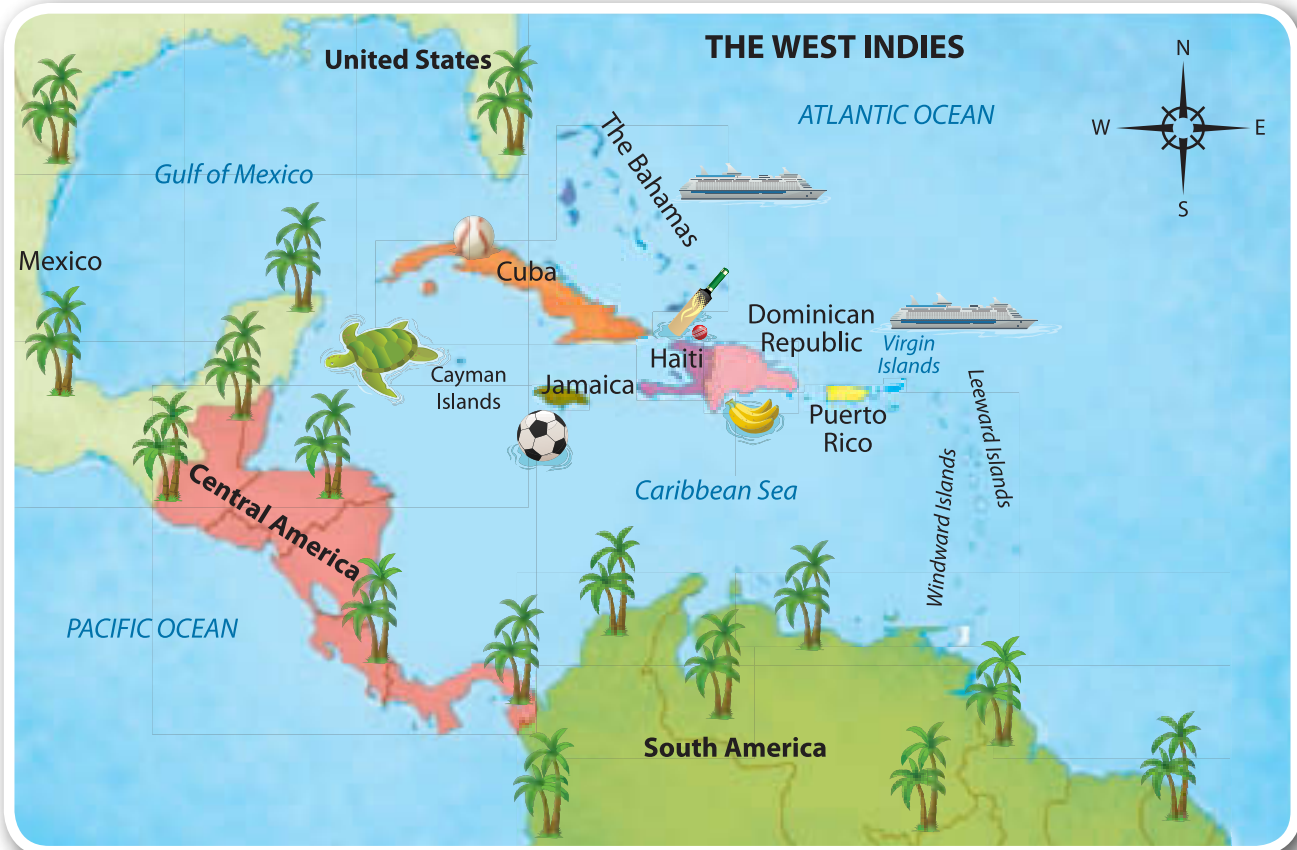 THE WEST INDIES
United States
N
ATLANTIC OCEAN
W
E
The Bahamas
Gulf of Mexico
S
Mexico
Cuba
Dominican
Republic
Haiti
Virgin
Islands
Cayman
Islands
Jamaica
Puerto
Rico
Leeward Islands
Windward Islands
Caribbean Sea
Central America
PACIFIC OCEAN
South America